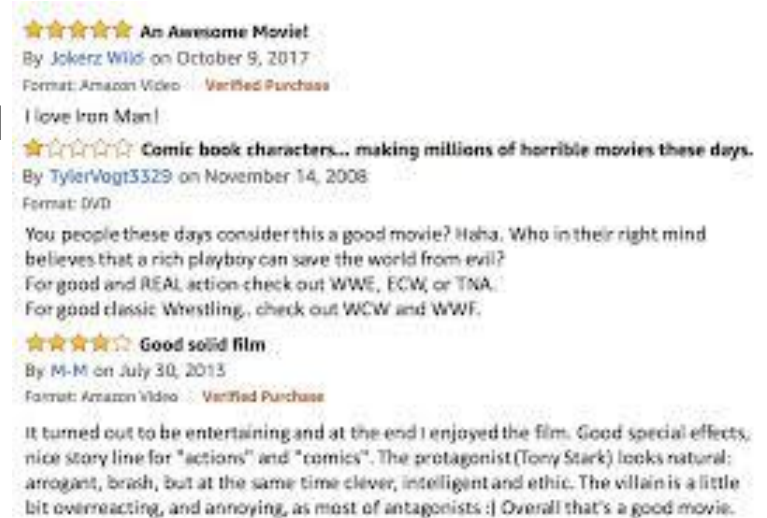 An Awesome Movie!
By Jokerz Wild on October 9, 2017
Format: Amazon Video Verified Purchase
I love Iron Man!
Comic book characters... making millions of horrible movies these days.
By TylerVogt3329 on November 14, 2008
Format: DVD
You people these days consider this a good movie? Haha. Who in their right mind
believes that a rich playboy can save the world from evil?
For good and REAL action check out WWE, ECW, or TNA.
For good classic Wrestling.. check out WCW and WWF.
Good solid film
By M-M on July 30, 2013
Format: Amazon Video Verified Purchase
It turned out to be entertaining and at the end I enjoyed the film. Good special effects,
nice story line for "actions" and "comics". The protagonist (Tony Stark) looks natural:
arrogant, brash, but at the same time clever, intelligent and ethic. The villain is a little
bit overreacting, and annoying, as most of antagonists :] Overall that's a good movie.